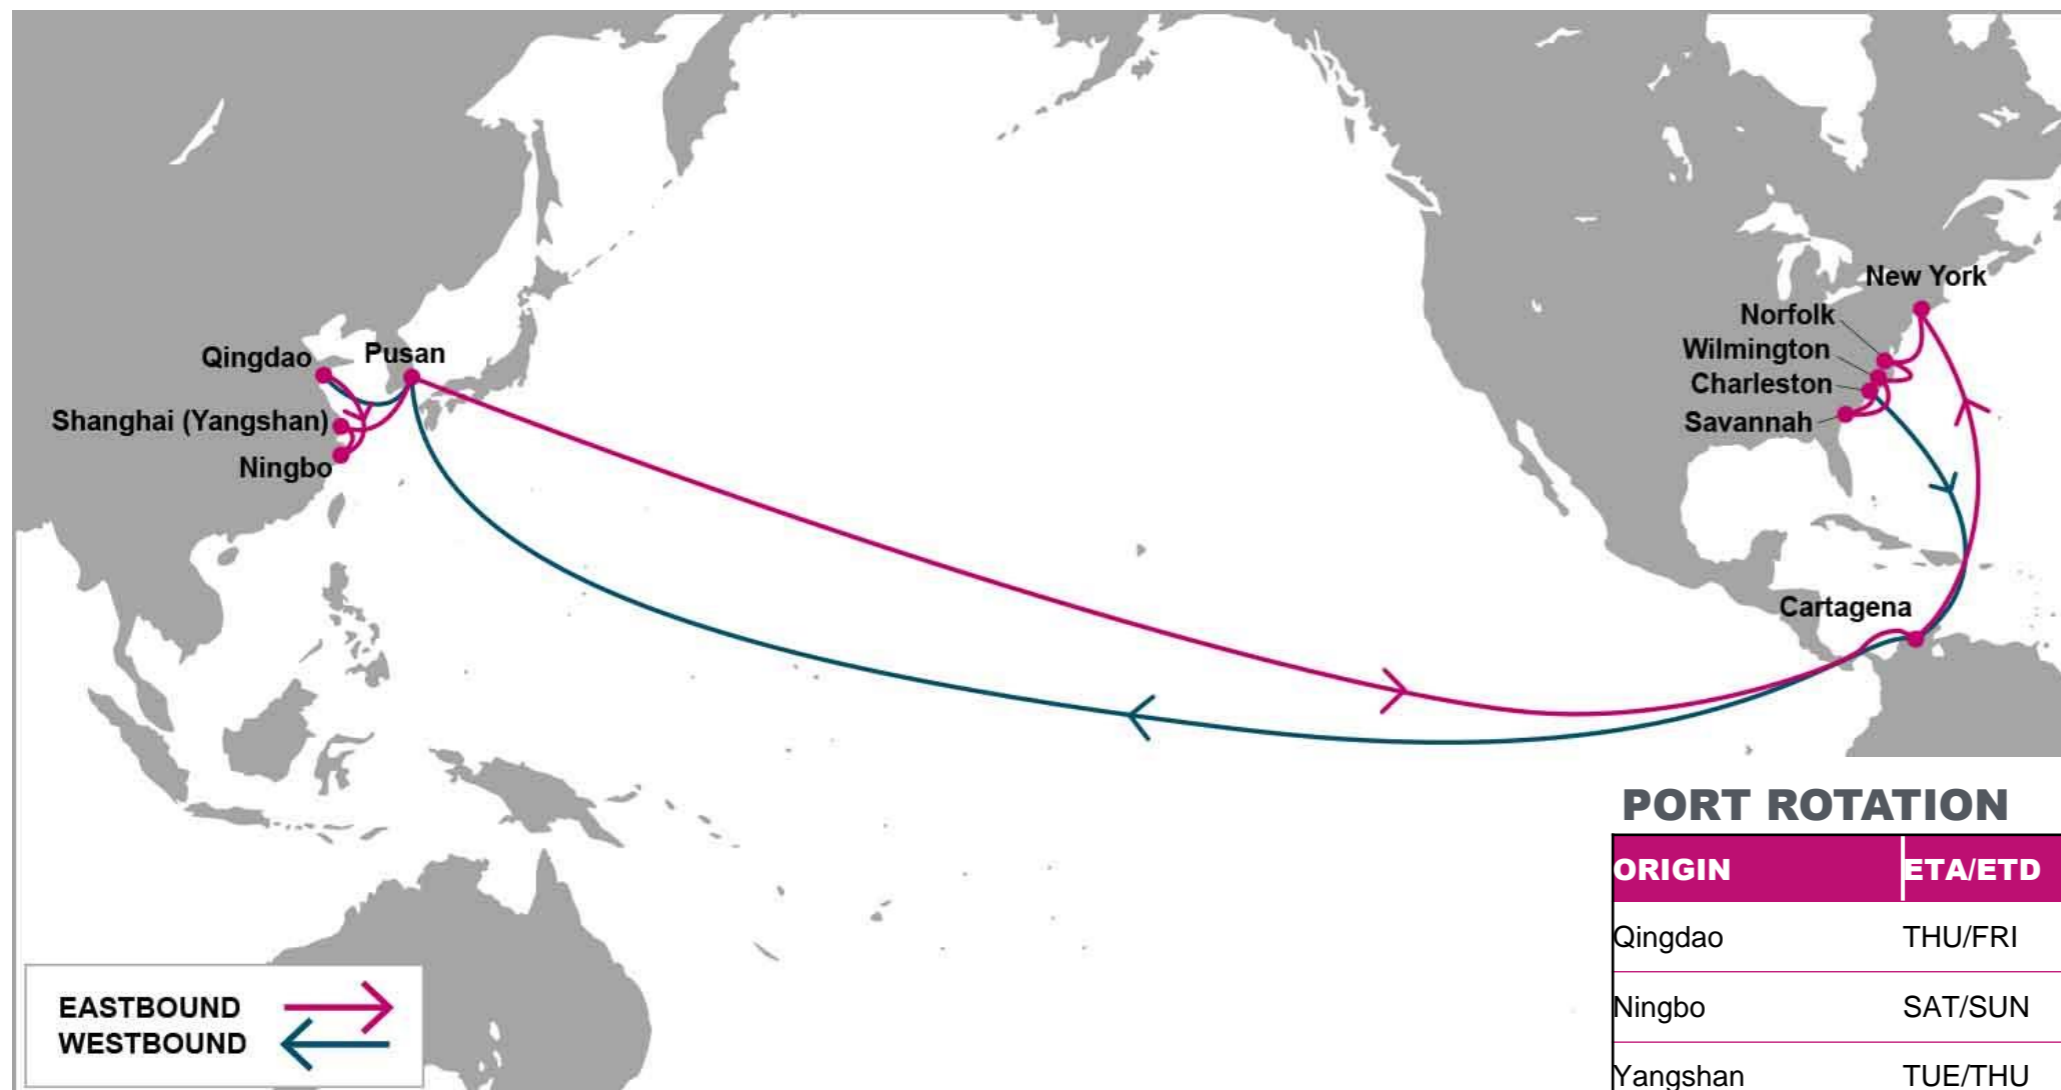 New York
Norfolk
Wilmington
Charleston
Savannah
Qingdao
Pusan
Shanghai (Yangshan)
Ningbo
Cartagena
PORT ROTATION
ORIGIN ETA/ETD
Qingdao THU/FRI
Ningbo SAT/SUN
Yangshan TUE/THU
EASTBOUND
WESTBOUND